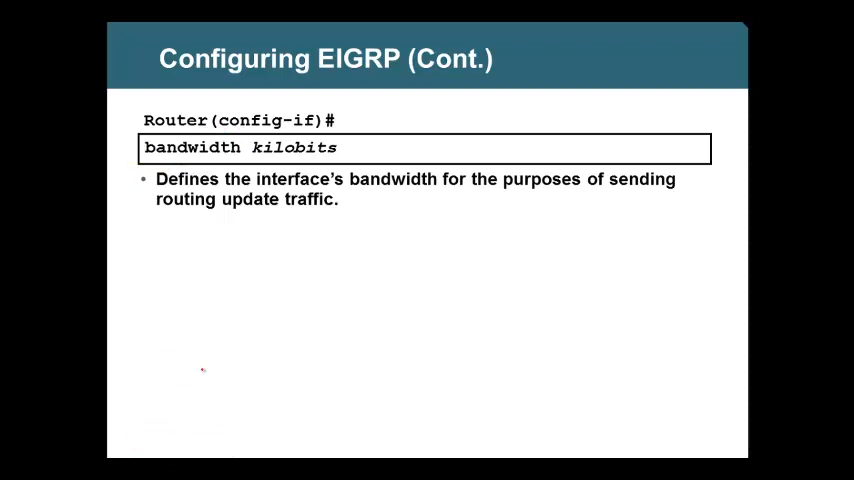 Configuring EIGRP (Cont.)
Router(config-if)#
bandwidth kilobits
• Defines the interface's bandwidth for the purposes of sending
routing update traffic.